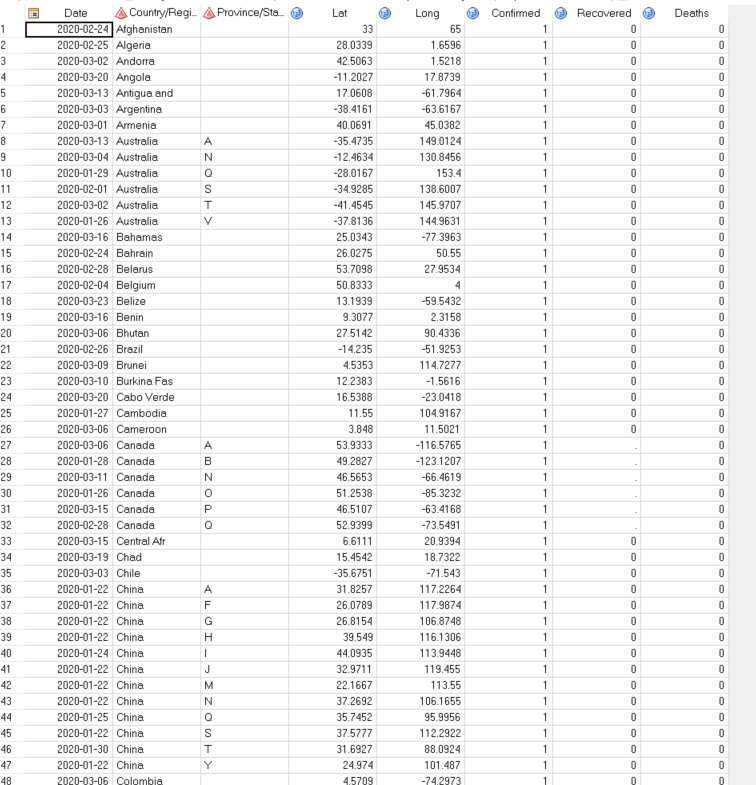 Date Country/Regi... Province/Sta... Lat Long Confirmed Recovered Deaths
1 2020-02-24 Afghanistan 33 65 1 0 0
2 2020-02-25 Algeria 28.0339 1.6596 1 0 0
3 2020-03-02 Andorra 42.5063 1.5218 1 0 0
4 2020-03-20 Angola -11.2027 17.8739 1 0 0
5 2020-03-13 Antigua and 17.0608 -61.7964 1 0 0
6 2020-03-03 Argentina -38.4161 -63.6167 1 0 0
7 2020-03-01 Armenia 40.0691 45.0382 1 0 0
8 2020-03-13 Australia A -35.4735 149.0124 1 0 0
9 2020-03-04 Australia N -12.4634 130.8456 1 0 0
10 2020-01-29 Australia Q -28.0167 153.4 1 0 0
11 2020-02-01 Australia S -34.9285 138.6007 1 0 0
12 2020-03-02 Australia T -41.4545 145.9707 1 0 0
13 2020-01-26 Australia V -37.8136 144.9631 1 0 0
14 2020-03-16 Bahamas 25.0343 -77.3963 1 0 0
15 2020-02-24 Bahrain 26.0275 50.55 1 0 0
16 2020-02-28 Belarus 53.7098 27.9534 1 0 0
17 2020-02-04 Belgium 50.8333 4 1 0 0
18 2020-03-23 Belize 13.1939 -59.5432 1 0 0
19 2020-03-16 Benin 9.3077 2.3158 1 0 0
20 2020-03-06 Bhutan 27.5142 90.4336 1 0 0
21 2020-02-26 Brazil -14.235 -51.9253 1 0 0
22 2020-03-09 Brunei 4.5353 114.7277 1 0 0
23 2020-03-10 Burkina Fas 12.2383 -1.5616 1 0 0
24 2020-03-20 Cabo Verde 16.5388 -23.0418 1 0 0
25 2020-01-27 Cambodia 11.55 104.9167 1 0 0
26 2020-03-06 Cameroon 3.848 11.5021 1 0 0
27 2020-03-06 Canada A 53.9333 -116.5765 1 . 0
28 2020-01-28 Canada B 49.2827 -123.1207 1 . 0
29 2020-03-11 Canada N 46.5653 -66.4619 1 . 0
30 2020-01-26 Canada O 51.2538 -85.3232 1 . 0
31 2020-03-15 Canada P 46.5107 -63.4168 1 . 0
32 2020-02-28 Canada Q 52.9399 -73.5491 1 . 0
33 2020-03-15 Central Afr 6.6111 20.9394 1 0 0
34 2020-03-19 Chad 15.4542 18.7322 1 0 0
35 2020-03-03 Chile -35.6751 -71.543 1 0 0
36 2020-01-22 China A 31.8257 117.2264 1 0 0
37 2020-01-22 China F 26.0789 117.9874 1 0 0
38 2020-01-22 China G 26.8154 106.8748 1 0 0
39 2020-01-22 China H 39.549 116.1306 1 0 0
40 2020-01-24 China I 44.0935 113.9448 1 0 0
41 2020-01-22 China J 32.9711 119.455 1 0 0
42 2020-01-22 China M 22.1667 113.55 1 0 0
43 2020-01-22 China N 37.2692 106.1655 1 0 0
44 2020-01-25 China Q 35.7452 95.9956 1 0 0
45 2020-01-22 China S 37.5777 112.2922 1 0 0
46 2020-01-30 China T 31.6927 88.0924 1 0 0
47 2020-01-22 China Y 24.974 101.487 1 0 0
48 2020-03-06 Colombia 4.5709 -74.2973 1 0 0